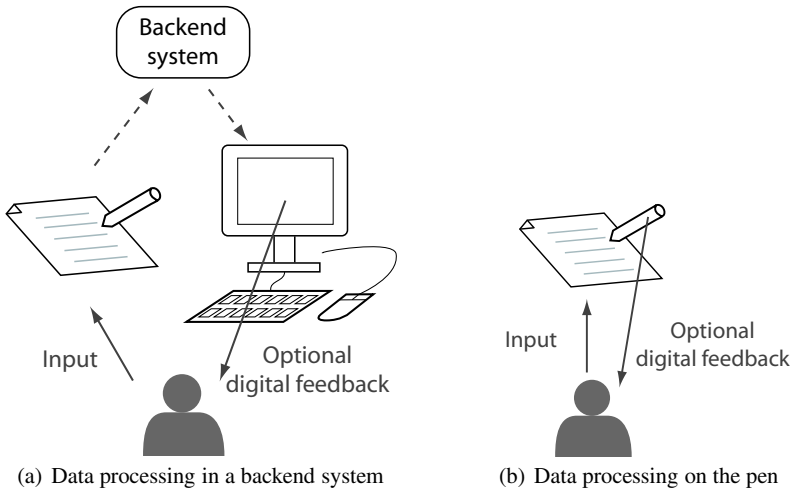 Backend
system
Input
Optional
digital feedback
(a) Data processing in a backend system
Input
Optional
digital feedback
(b) Data processing on the pen